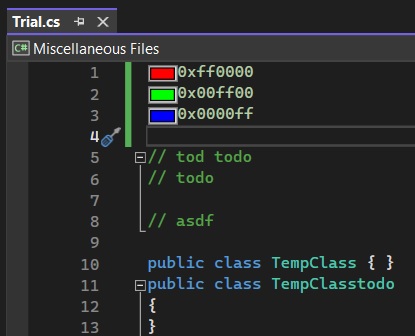 Trial.cs
C# Miscellaneous Files
1 0xff0000
2 0x00ff00
3 0x0000ff
4
5 // tod todo
6 // todo
7
8 // asdf
9
10 public class TempClass { }
11 public class TempClasstodo
12 {
13 }